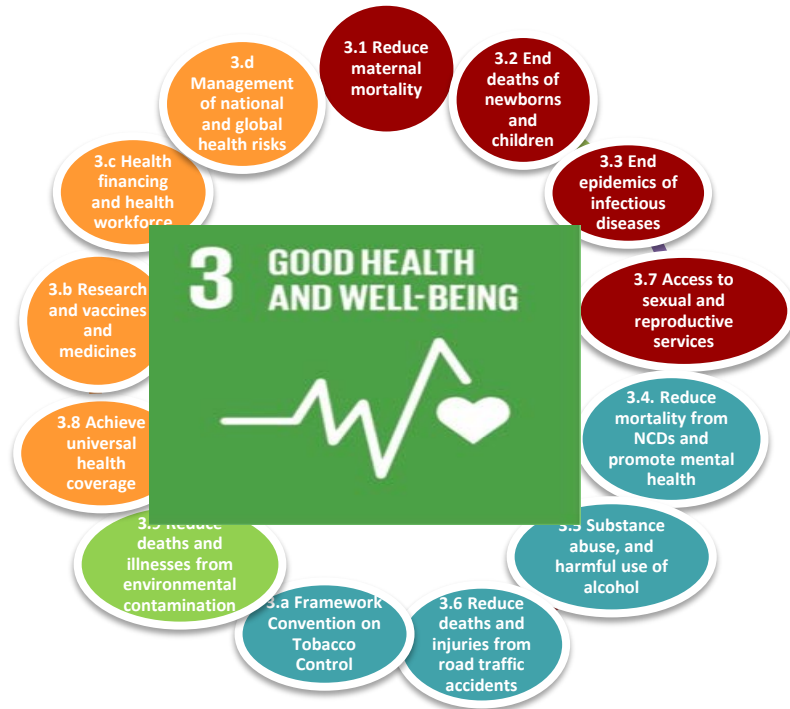 3.1 Reduce
maternal
mortality
3.2 End
deaths of
newborns
and
children
3.3 End
epidemics of
infectious
diseases
3.7 Access to
sexual and
reproductive
services
3.4. Reduce
mortality from
NCDs and
promote mental
health
3.5 Substance
abuse, and
harmful use of
alcohol
3.6 Reduce
deaths and
injuries from
road traffic
accidents
3.a Framework
Convention on
Tobacco
Control
3.9 Reduce
deaths and
illnesses from
environmental
contamination
3.8 Achieve
universal
health
coverage
3.b Research
and vaccines
and
medicines
3.c Health
financing
and health
workforce
3.d
Management
of national
and global
health risks
3 GOOD HEALTH
AND WELL-BEING